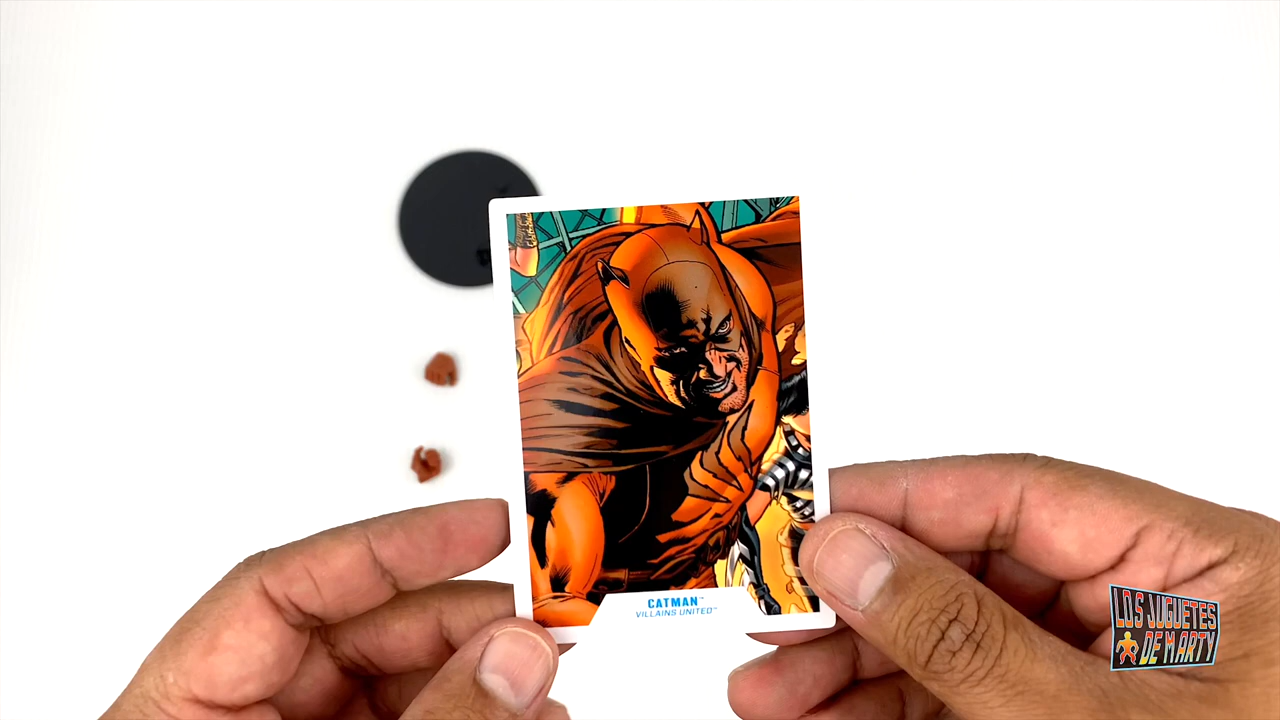 CATMAN™
VILLAINS UNITED™
LOS JUGUETES
DE MARTY